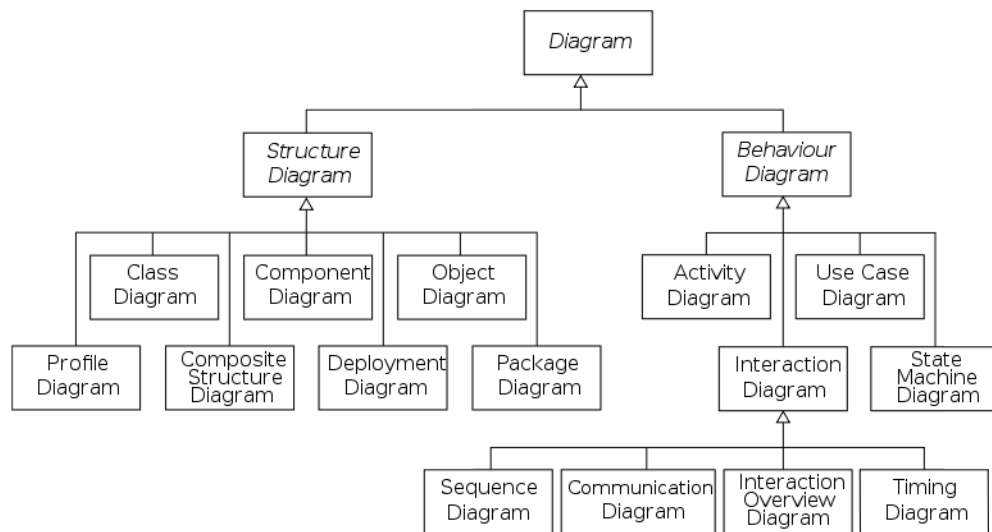 Diagram
Structure
Diagram
Behaviour
Diagram
Class
Diagram
Component
Diagram
Object
Diagram
Activity
Diagram
Use Case
Diagram
Profile
Diagram
Composite
Structure
Diagram
Deployment
Diagram
Package
Diagram
Interaction
Diagram
State
Machine
Diagram
Sequence
Diagram
Communication
Diagram
Interaction
Overview
Diagram
Timing
Diagram